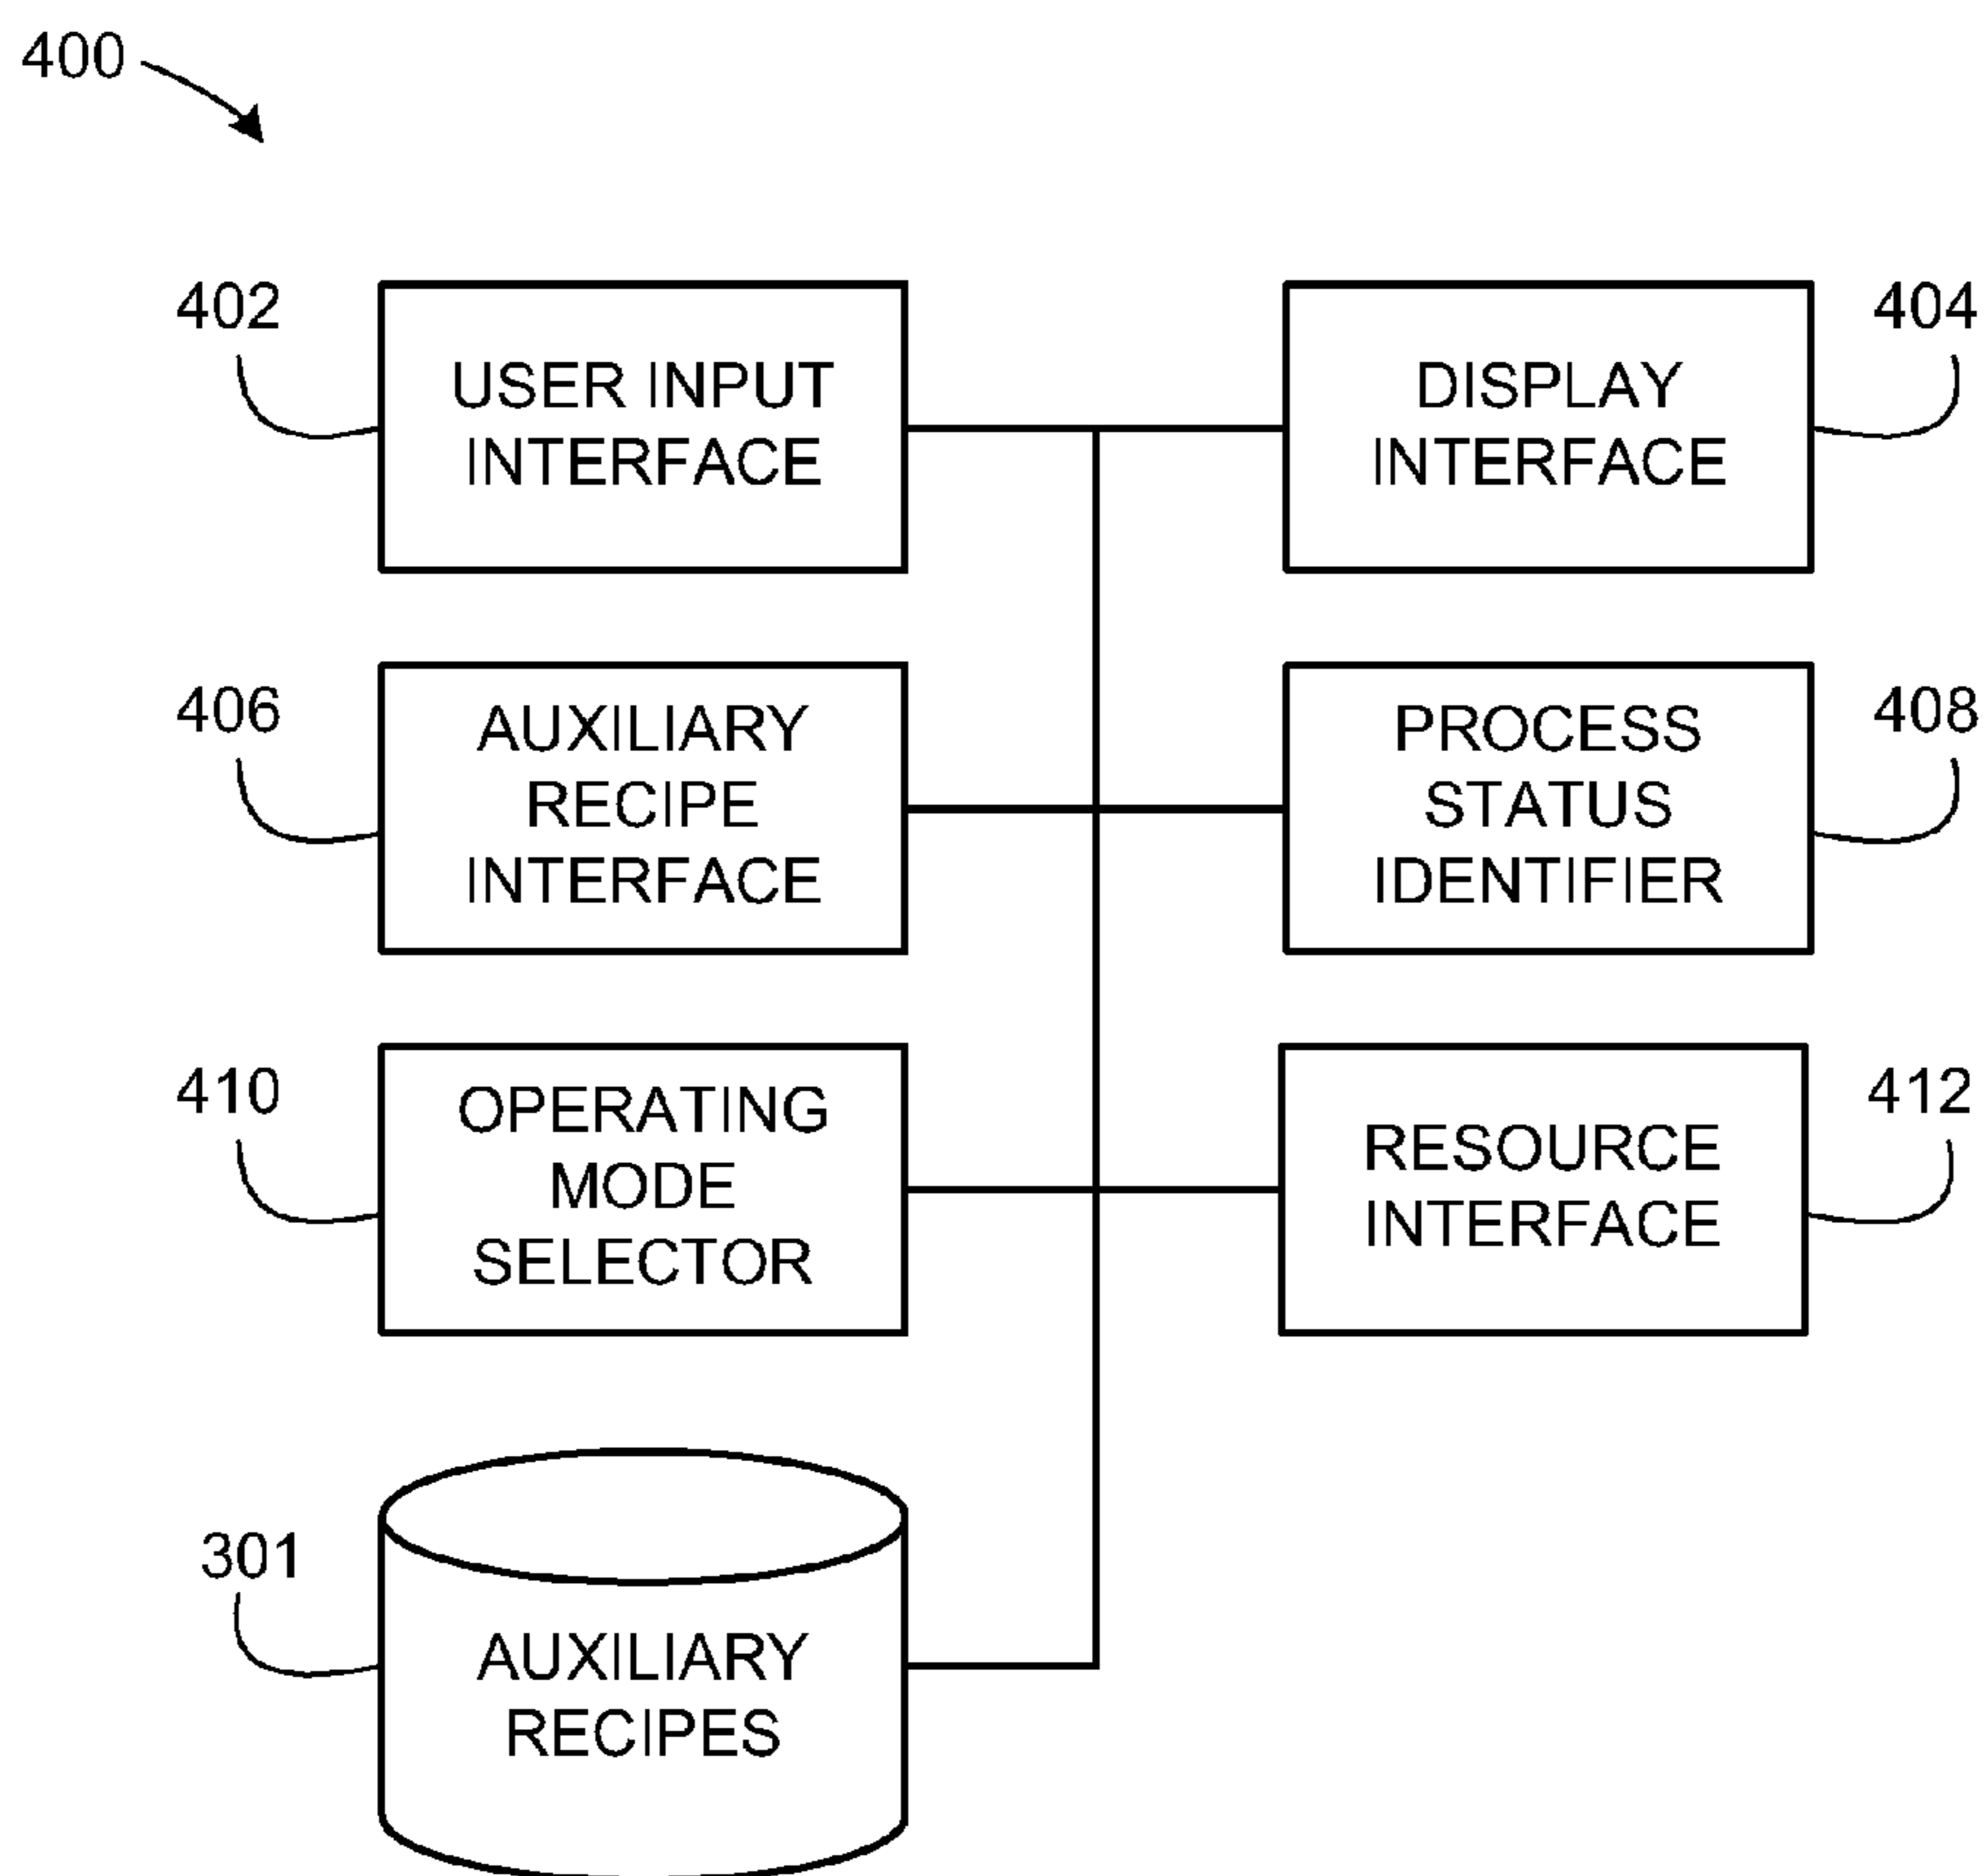 400
402
USER INPUT
INTERFACE
404
DISPLAY
INTERFACE
406
AUXILIARY
RECIPE
INTERFACE
408
PROCESS
STATUS
IDENTIFIER
410
OPERATING
MODE
SELECTOR
412
RESOURCE
INTERFACE
301
AUXILIARY
RECIPES